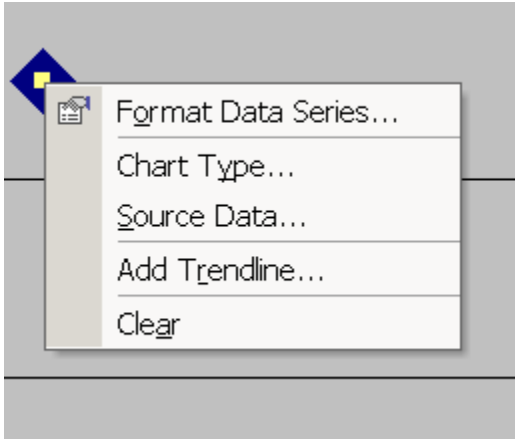 Format Data Series...
Chart Type...
Source Data...
Add Trendline...
Clear